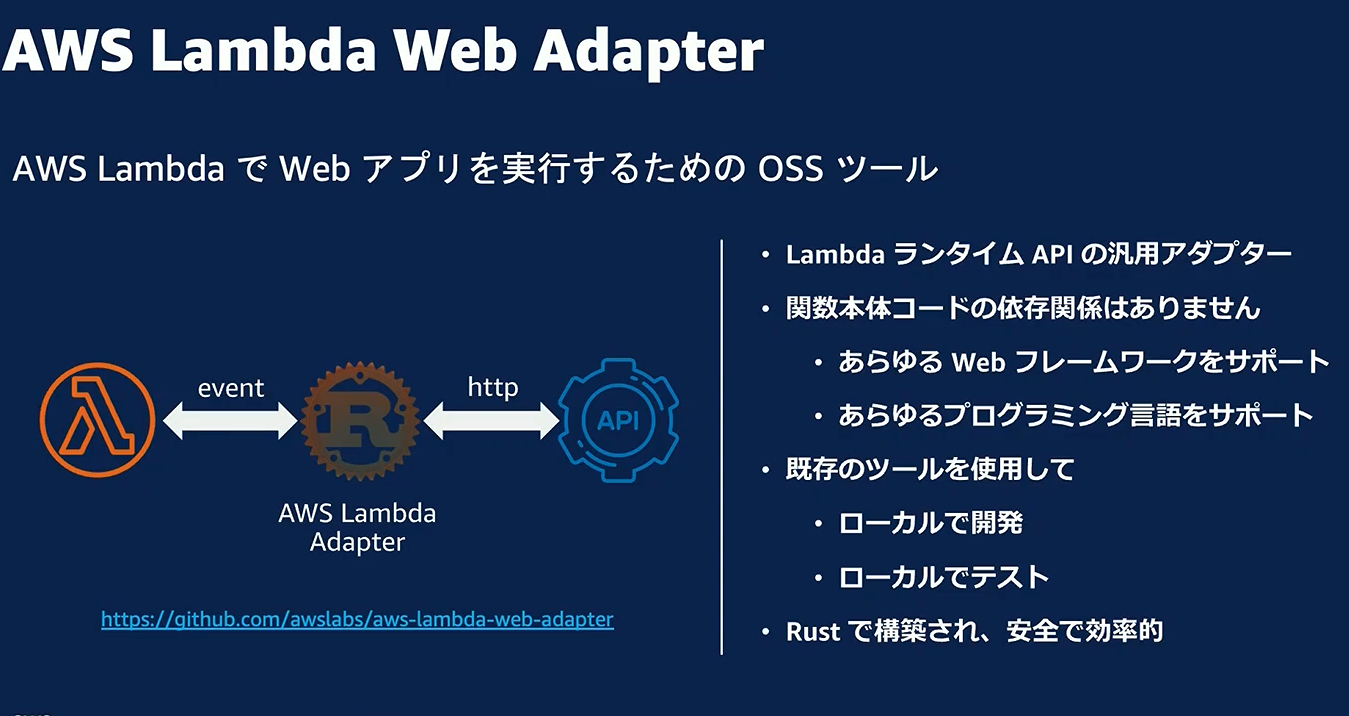 AWS Lambda Web Adapter
AWS Lambda で Web アプリを実行するための OSS ツール
event
http
R
API
AWS Lambda
Adapter
https://github.com/awslabs/aws-lambda-web-adapter
• Lambda ランタイム API の汎用アダプター
• 関数本体コードの依存関係はありません
• あらゆる Web フレームワークをサポート
• あらゆるプログラミング言語をサポート
• 既存のツールを使用して
• ローカルで開発
• ローカルでテスト
• Rust で構築され、安全で効率的